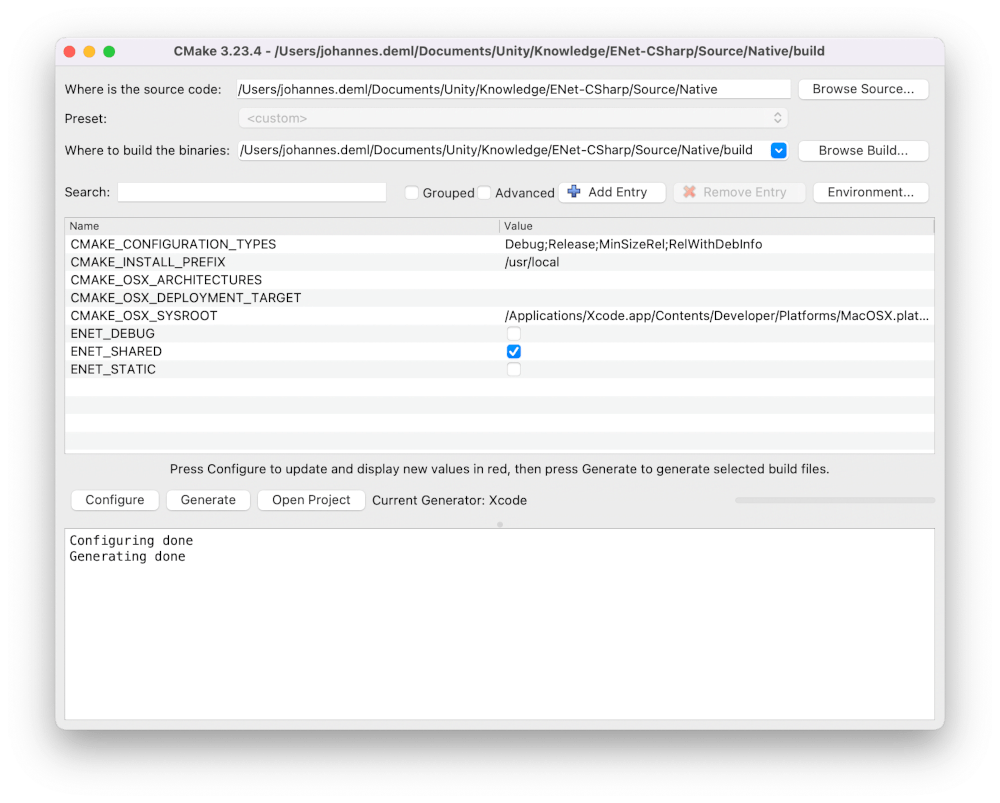 CMake 3.23.4 - /Users/johannes.deml/Documents/Unity/Knowledge/ENet-CSharp/Source/Native/build
Where is the source code: /Users/johannes.deml/Documents/Unity/Knowledge/ENet-CSharp/Source/Native Browse Source...
Preset: <custom>
Where to build the binaries: /Users/johannes.deml/Documents/Unity/Knowledge/ENet-CSharp/Source/Native/build Browse Build...
Search: Grouped Advanced Add Entry Remove Entry Environment...
Name Value
CMAKE_CONFIGURATION_TYPES Debug;Release;MinSizeRel;RelWithDebInfo
CMAKE_INSTALL_PREFIX /usr/local
CMAKE_OSX_ARCHITECTURES
CMAKE_OSX_DEPLOYMENT_TARGET
CMAKE_OSX_SYSROOT /Applications/Xcode.app/Contents/Developer/Platforms/MacOSX.plat...
ENET_DEBUG
ENET_SHARED
ENET_STATIC
Press Configure to update and display new values in red, then press Generate to generate selected build files.
Configure Generate Open Project Current Generator: Xcode
Configuring done
Generating done